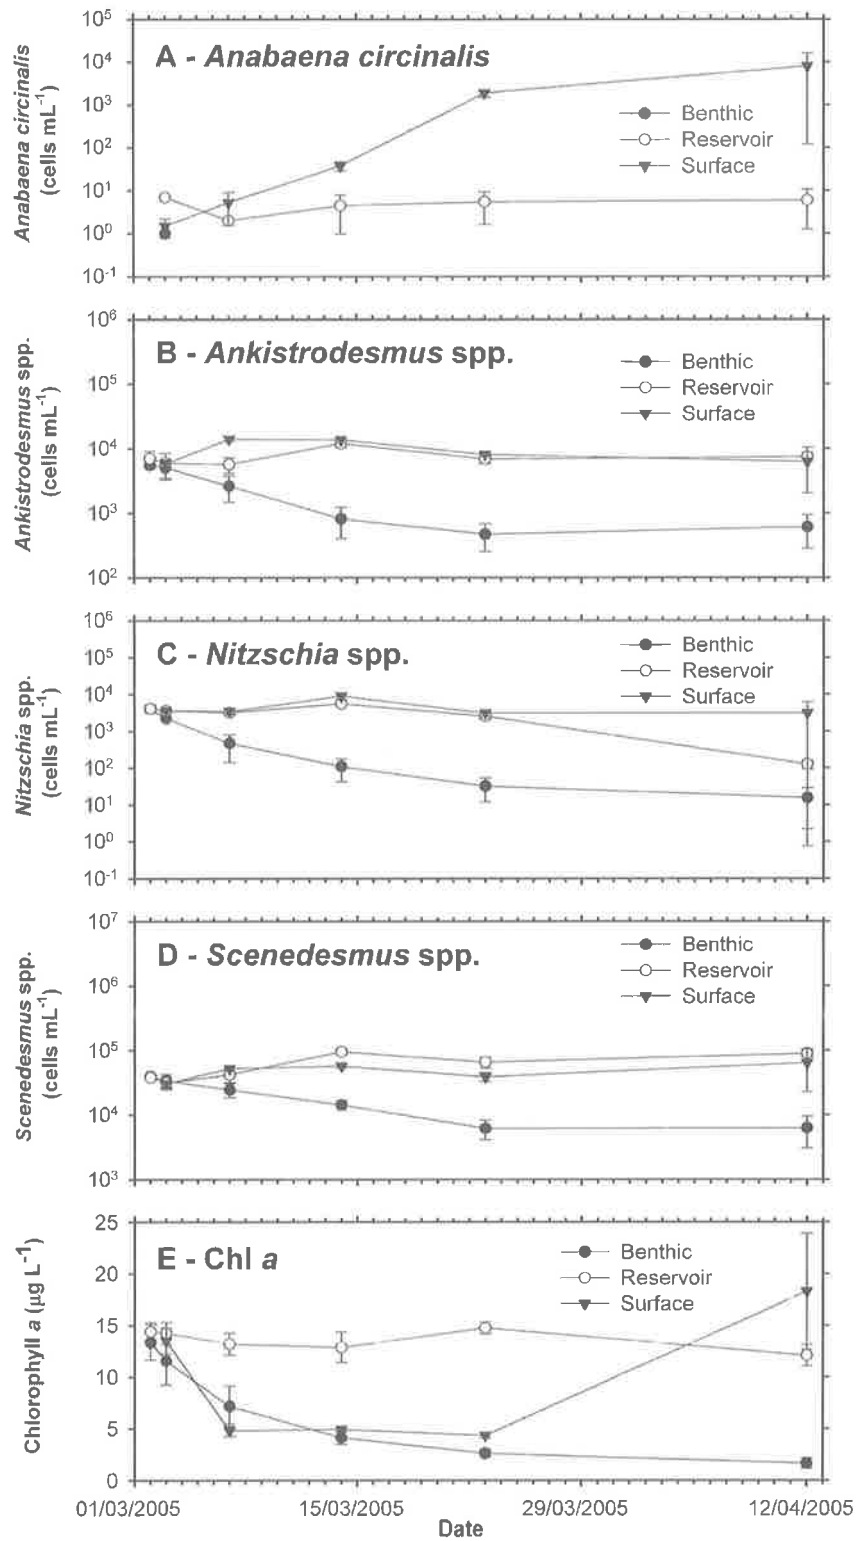 A - Anabaena circinalis
Anabaena circinalis
(cells mL⁻¹)
10⁵
10⁴
10³
10²
10¹
10⁰
10⁻¹
Benthic
Reservoir
Surface
B - Ankistrodesmus spp.
Ankistrodesmus spp.
(cells mL⁻¹)
10⁶
10⁵
10⁴
10³
10²
Benthic
Reservoir
Surface
C - Nitzschia spp.
Nitzschia spp.
(cells mL⁻¹)
10⁶
10⁵
10⁴
10³
10²
10¹
10⁰
10⁻¹
Benthic
Reservoir
Surface
D - Scenedesmus spp.
Scenedesmus spp.
(cells mL⁻¹)
10⁷
10⁶
10⁵
10⁴
10³
Benthic
Reservoir
Surface
E - Chl a
Chlorophyll a (µg L⁻¹)
25
20
15
10
5
0
Benthic
Reservoir
Surface
01/03/2005 15/03/2005 29/03/2005 12/04/2005
Date